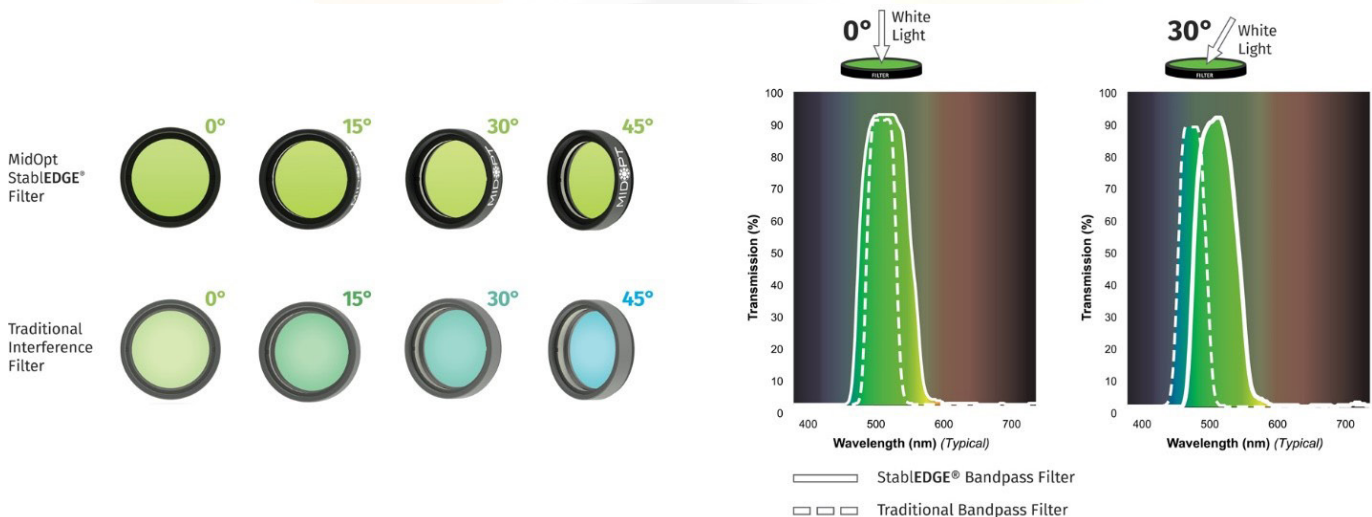 MidOpt
StablEDGE®
Filter
0°
15°
30°
45°
MIDOPT
MIDOPT
Traditional
Interference
Filter
0°
15°
30°
45°
0°
White
Light
FILTER
Transmission (%)
100
90
80
70
60
50
40
30
20
10
0
400
500
600
700
Wavelength (nm) (Typical)
30°
White
Light
FILTER
Transmission (%)
100
90
80
70
60
50
40
30
20
10
0
400
500
600
700
Wavelength (nm) (Typical)
StablEDGE® Bandpass Filter
Traditional Bandpass Filter